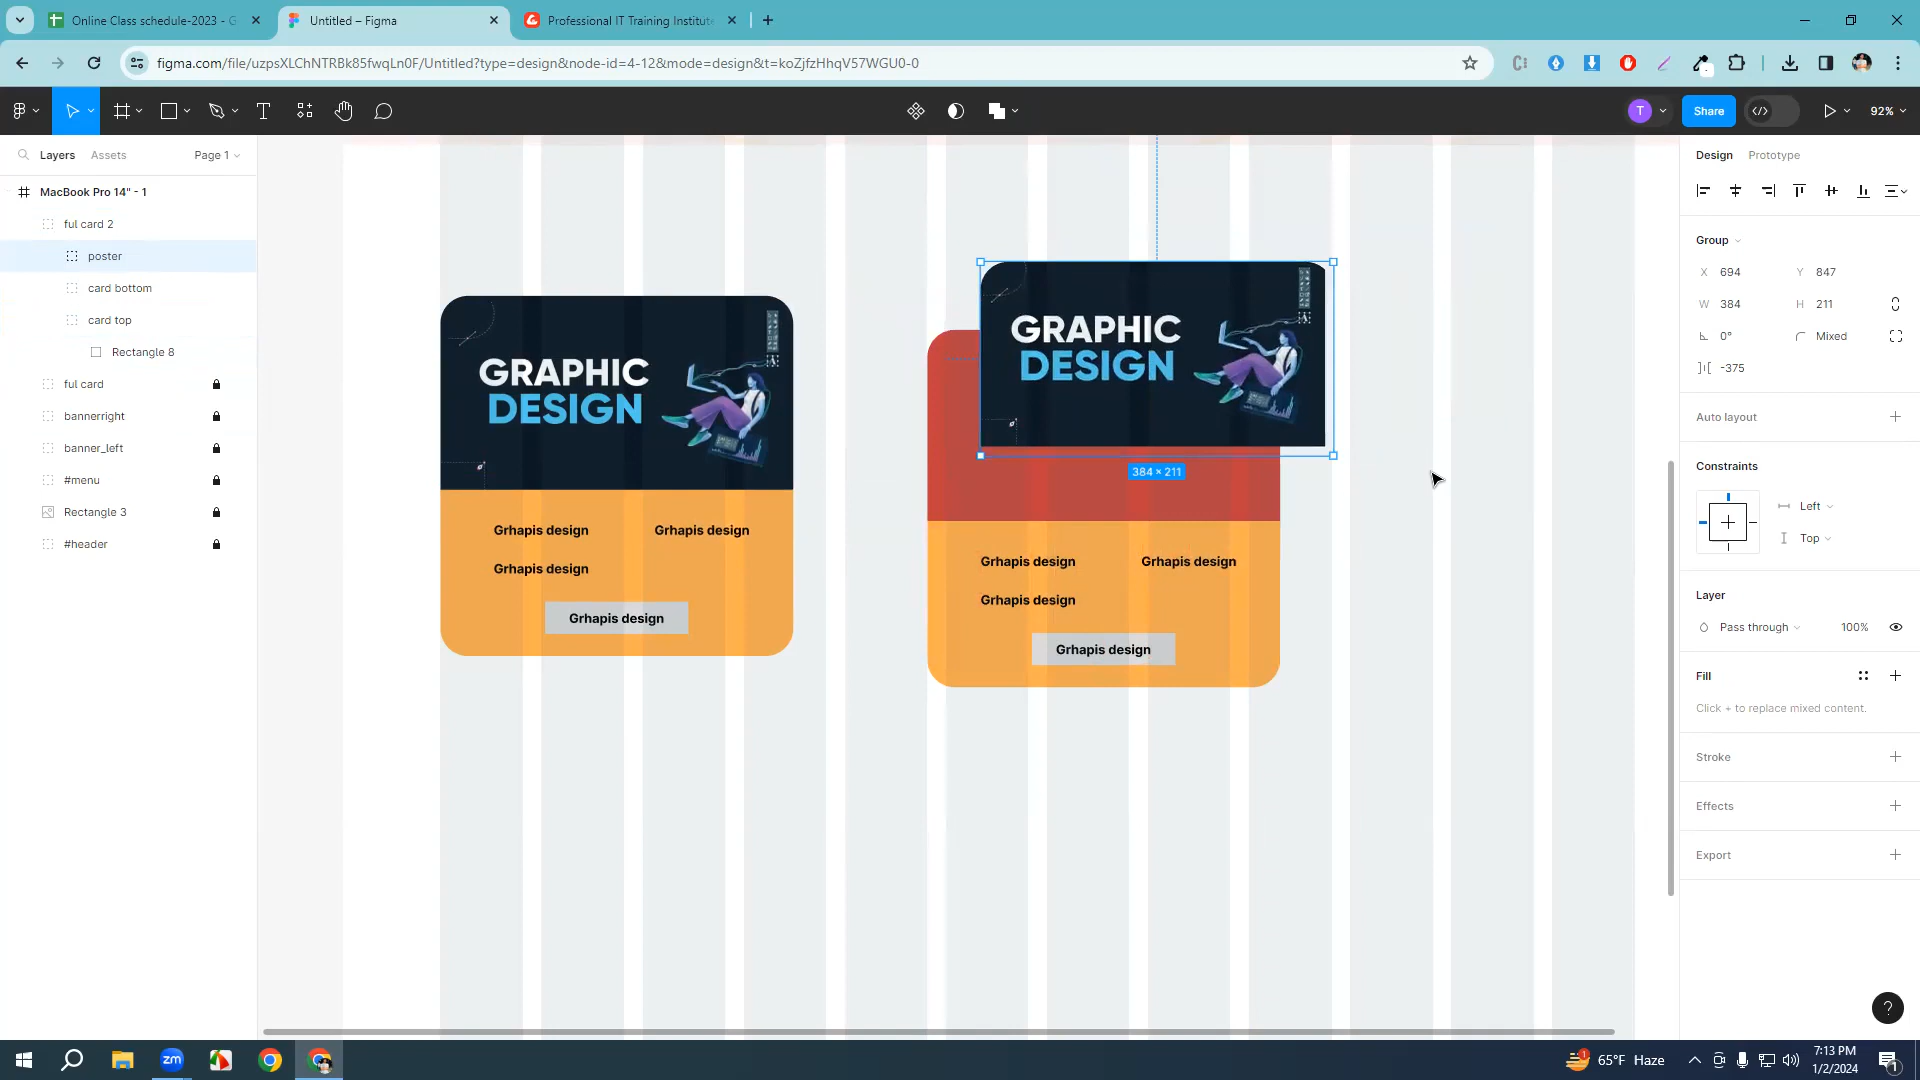 Online Class schedule-2023 - G
Untitled – Figma
Professional IT Training Institute
figma.com/file/uzpsXLChNTRBk85fwqLn0F/Untitled?type=design&node-id=4-12&mode=design&t=koZjfzHhqV57WGU0-0
T
Share
92%
Layers
Assets
Page 1
MacBook Pro 14" - 1
ful card 2
poster
card bottom
card top
Rectangle 8
ful card
bannerright
banner_left
#menu
Rectangle 3
#header
GRAPHIC
DESIGN
Grhapis design
Grhapis design
Grhapis design
Grhapis design
GRAPHIC
DESIGN
384 × 211
Grhapis design
Grhapis design
Grhapis design
Grhapis design
Design
Prototype
Group
X 694
Y 847
W 384
H 211
0°
Mixed
-375
Auto layout
Constraints
Left
Top
Layer
Pass through
100%
Fill
Click + to replace mixed content.
Stroke
Effects
Export
?
zm
1
65°F Haze
7:13 PM
1/2/2024
1